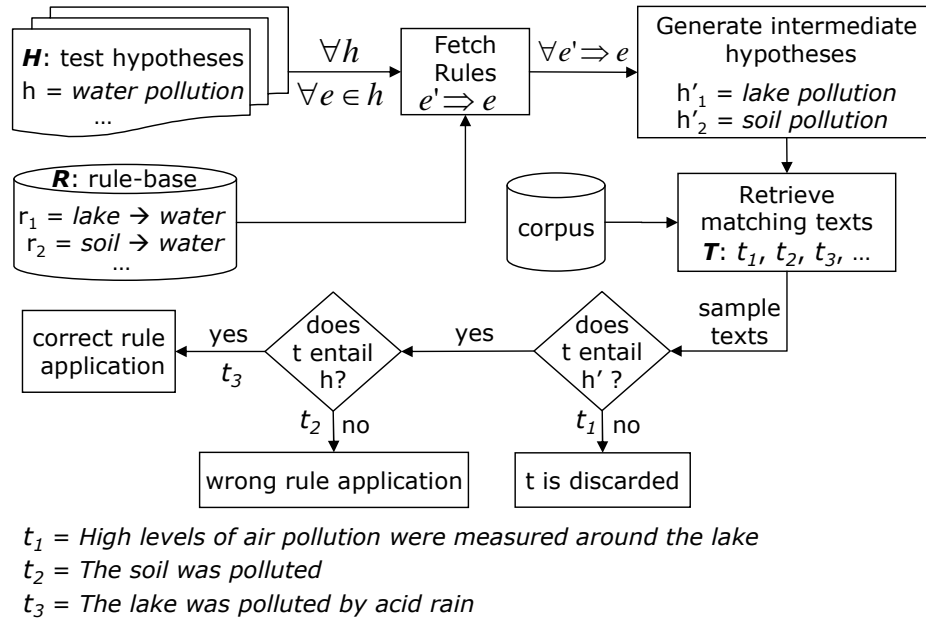 H: test hypotheses
h = water pollution
...
∀h
∀e ∈ h
Fetch
Rules
e' ⇒ e
∀e' ⇒ e
Generate intermediate
hypotheses
h'₁ = lake pollution
h'₂ = soil pollution
R: rule-base
r₁ = lake → water
r₂ = soil → water
...
corpus
Retrieve
matching texts
T: t₁, t₂, t₃, ...
sample
texts
does
t entail
h' ?
yes
does
t entail
h?
yes
t₃
correct rule
application
t₂ no
wrong rule application
t₁ no
t is discarded
t₁ = High levels of air pollution were measured around the lake
t₂ = The soil was polluted
t₃ = The lake was polluted by acid rain